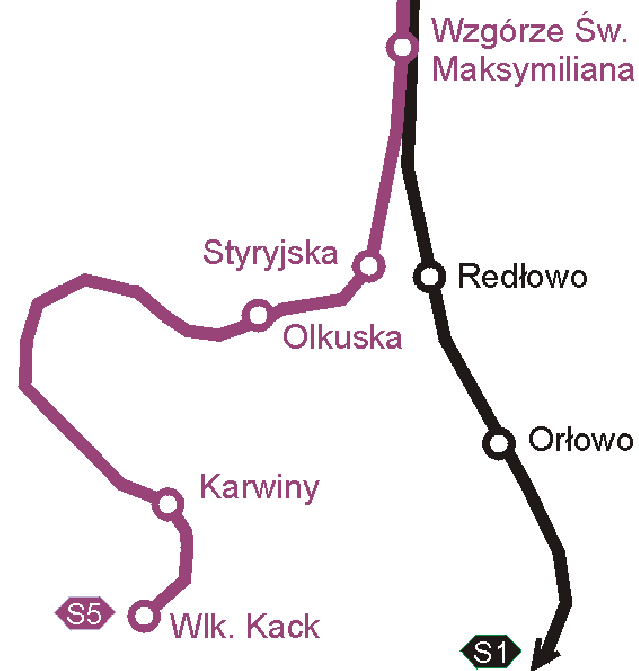 Wzgórze Św.
Maksymiliana
Styryjska
Redłowo
Olkuska
Orłowo
Karwiny
S5
Wlk. Kack
S1